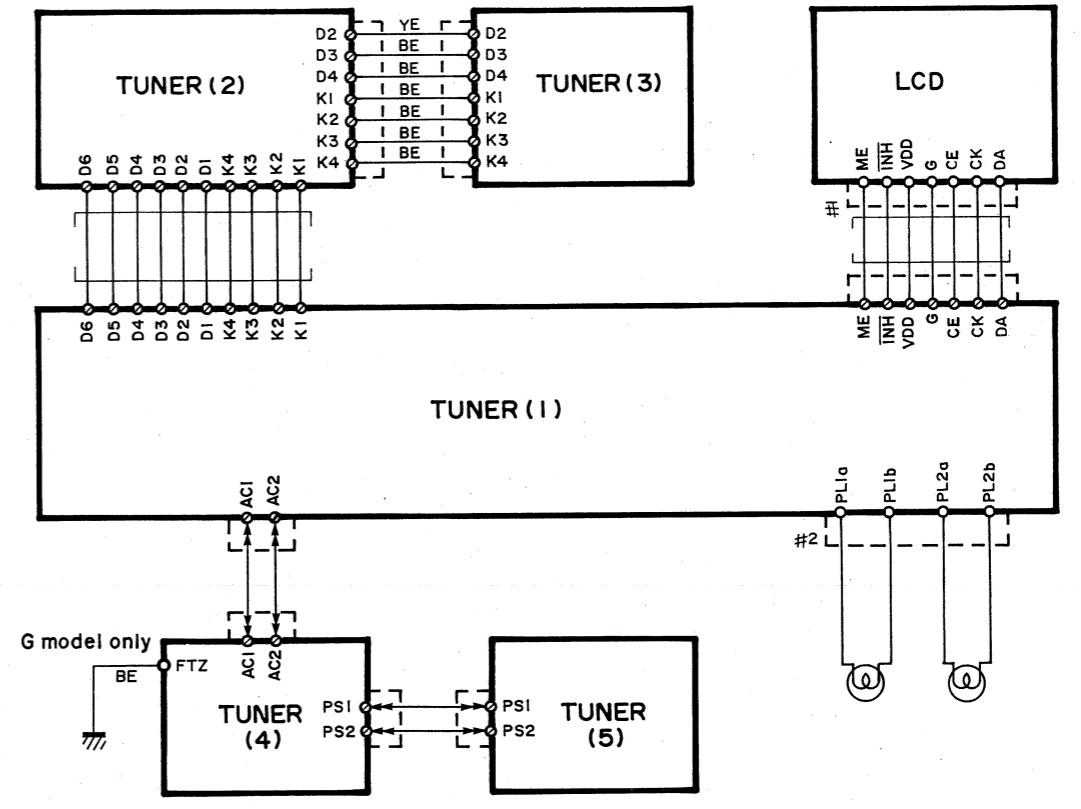 TUNER(2)
D2 YE D2
D3 BE D3
D4 BE D4
K1 BE K1
K2 BE K2
K3 BE K3
K4 BE K4
TUNER(3)
LCD
D6 D5 D4 D3 D2 D1 K4 K3 K2 K1
ME INH VDD G CE CK DA
#1
D6 D5 D4 D3 D2 D1 K4 K3 K2 K1
ME INH VDD G CE CK DA
TUNER(1)
AC1 AC2
PL1a PL1b PL2a PL2b
#2
G model only
BE
FTZ
AC1 AC2
TUNER
(4)
PS1 PS1
PS2 PS2
TUNER
(5)